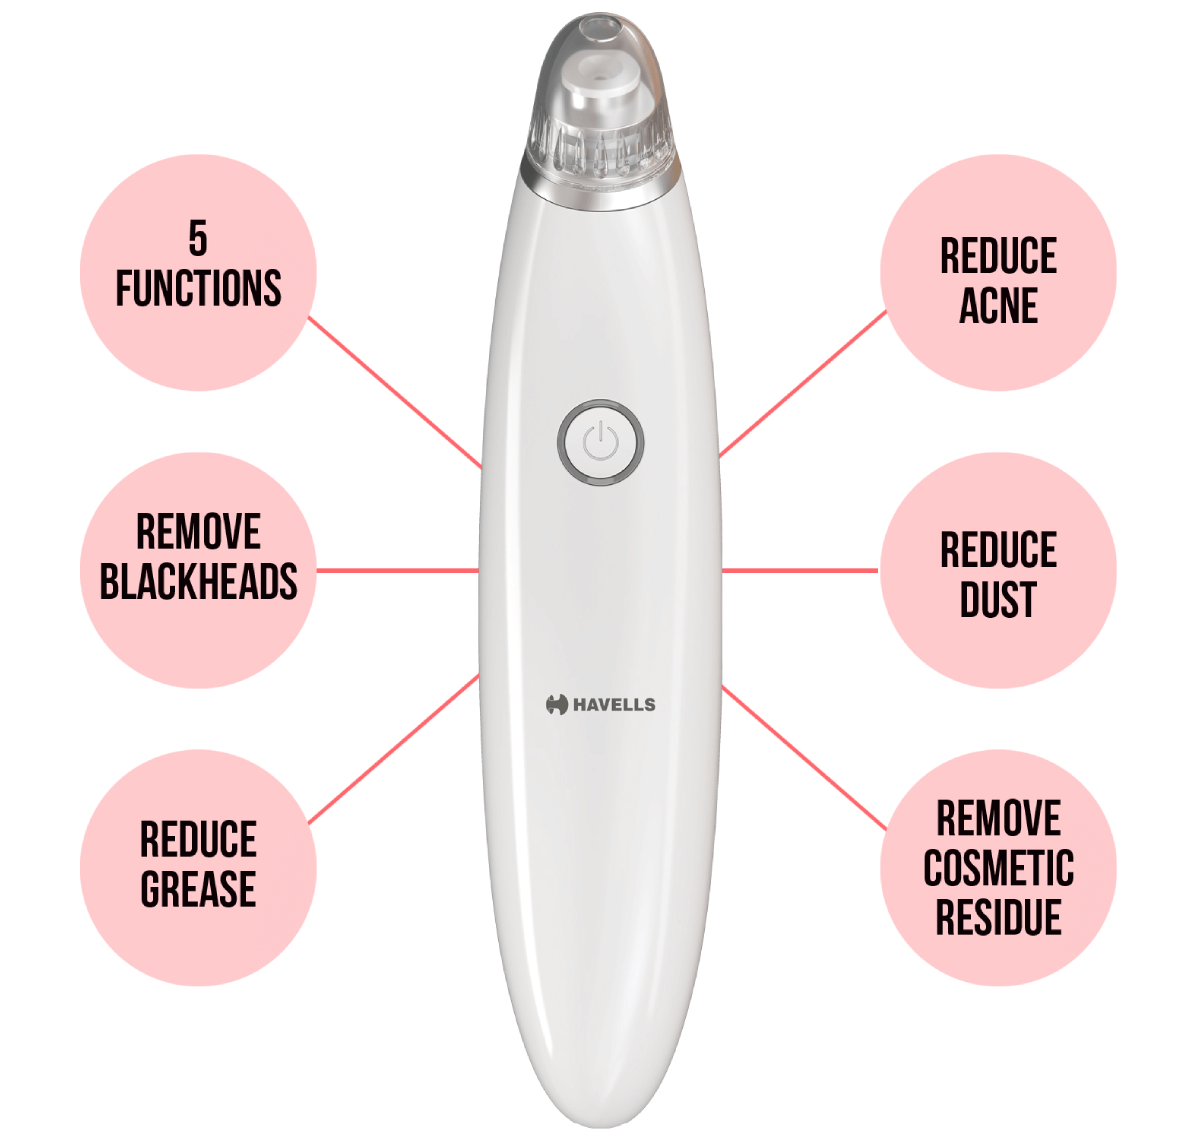 5
FUNCTIONS
REMOVE
BLACKHEADS
REDUCE
GREASE
HAVELLS
REDUCE
ACNE
REDUCE
DUST
REMOVE
COSMETIC
RESIDUE